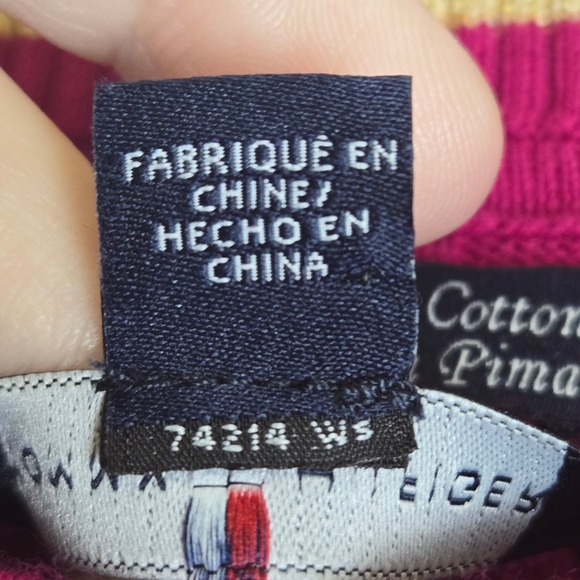 FABRIQUÉ EN
CHINE/
HECHO EN
CHINA
Cotton
Pima
74214 WS